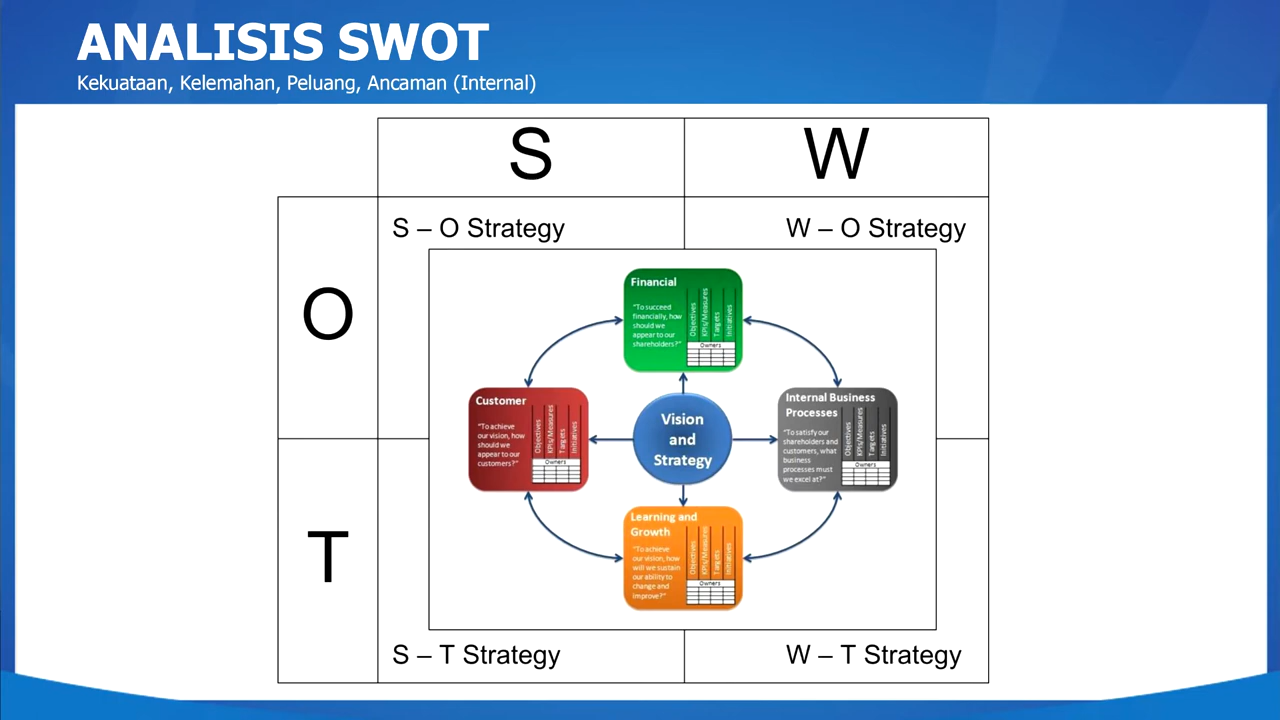 ANALISIS SWOT
Kekuataan, Kelemahan, Peluang, Ancaman (Internal)
S
W
O
T
S – O Strategy
W – O Strategy
Financial
"To succeed
financially, how
should we
appear to our
shareholders?"
Objectives
KPIs/Measures
Targets
Initiatives
Owners
Customer
"To achieve
our vision, how
should we
appear to our
customers?"
Objectives
KPIs/Measures
Targets
Initiatives
Owners
Vision
and
Strategy
Internal Business
Processes
"To satisfy our
shareholders and
customers, what
business
processes must
we excel at?"
Objectives
KPIs/Measures
Targets
Initiatives
Owners
Learning and
Growth
"To achieve
our vision, how
will we sustain
our ability to
change and
improve?"
Objectives
KPIs/Measures
Targets
Initiatives
Owners
S – T Strategy
W – T Strategy